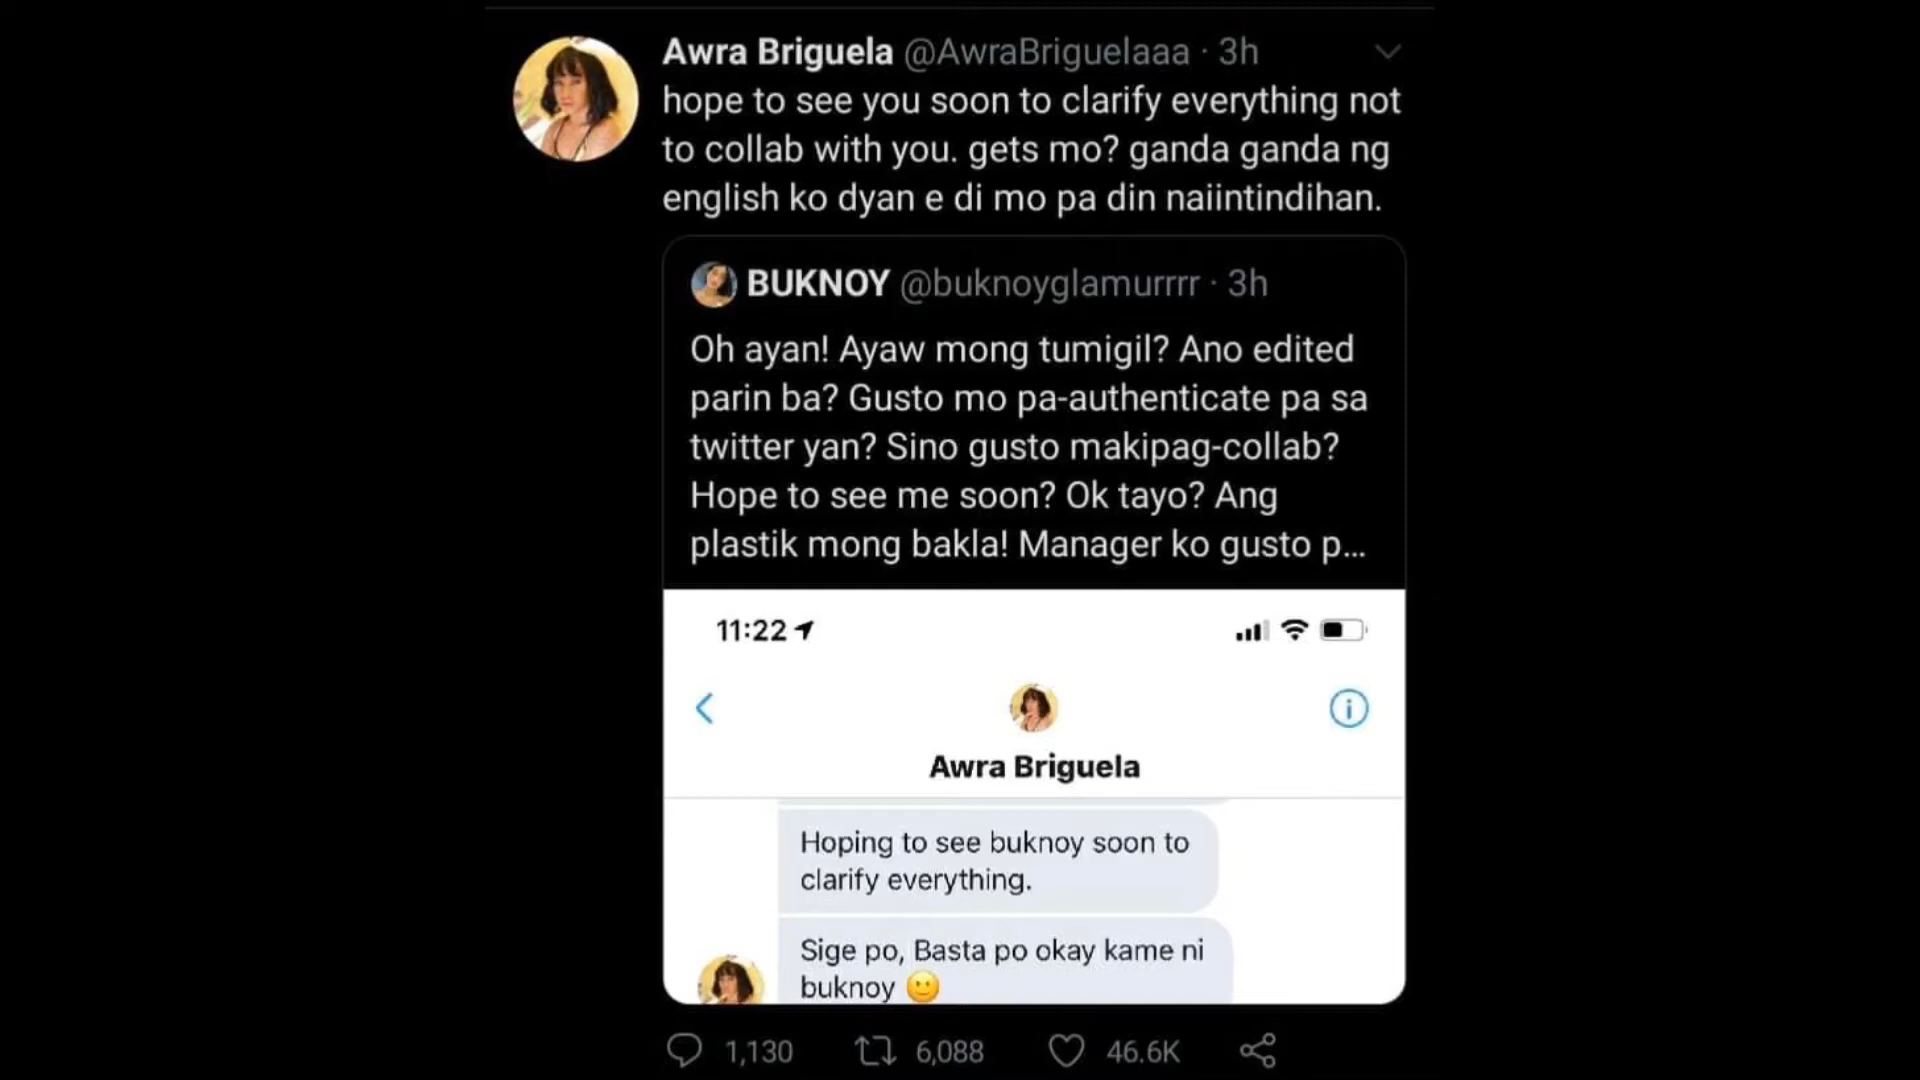 Awra Briguela @AwraBriguelaaa · 3h
hope to see you soon to clarify everything not
to collab with you. gets mo? ganda ganda ng
english ko dyan e di mo pa din naiintindihan.
BUKNOY @buknoyglamurrrr · 3h
Oh ayan! Ayaw mong tumigil? Ano edited
parin ba? Gusto mo pa-authenticate pa sa
twitter yan? Sino gusto makipag-collab?
Hope to see me soon? Ok tayo? Ang
plastik mong bakla! Manager ko gusto p...
11:22
Awra Briguela
Hoping to see buknoy soon to
clarify everything.
Sige po, Basta po okay kame ni
buknoy 🙂
1,130 6,088 46.6K